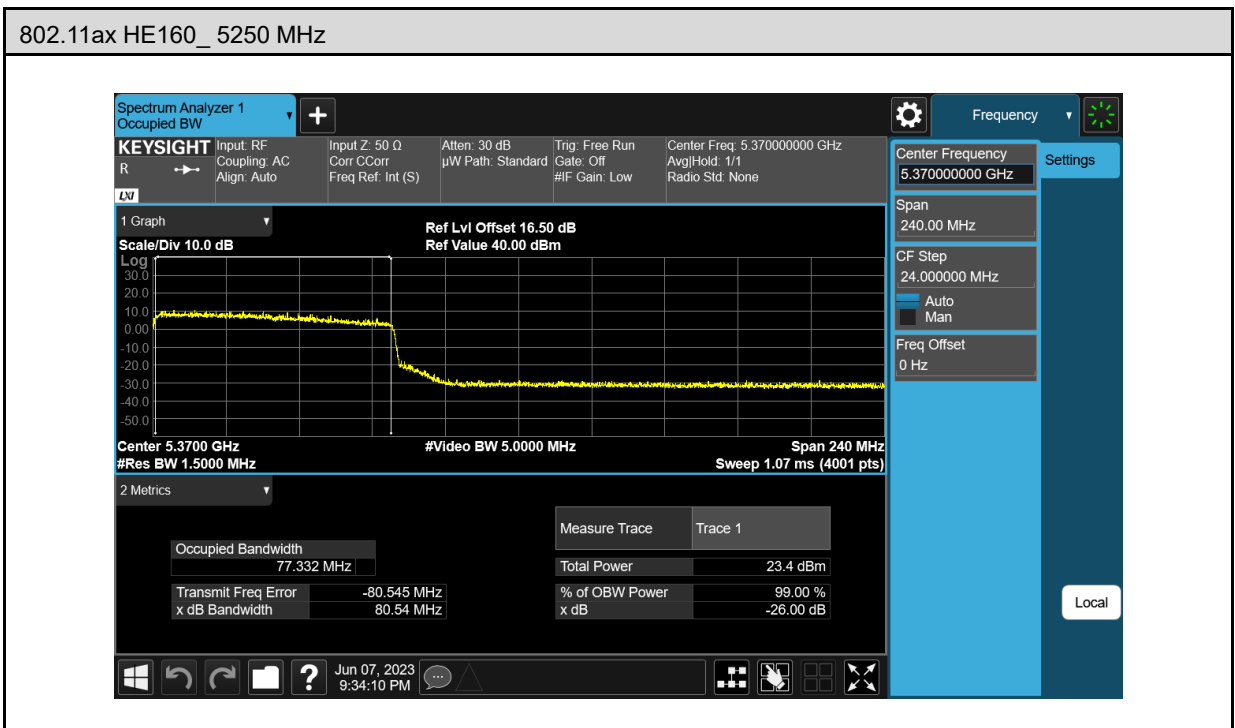 802.11ax HE160_ 5250 MHz
Spectrum Analyzer 1
Occupied BW
+
Frequency
KEYSIGHT
R
LXI
Input: RF
Coupling: AC
Align: Auto
Input Z: 50 Ω
Corr CCorr
Freq Ref: Int (S)
Atten: 30 dB
µW Path: Standard
Trig: Free Run
Gate: Off
#IF Gain: Low
Center Freq: 5.370000000 GHz
Avg|Hold: 1/1
Radio Std: None
Center Frequency
5.370000000 GHz
Settings
Span
240.00 MHz
CF Step
24.000000 MHz
Auto
Man
Freq Offset
0 Hz
1 Graph
Scale/Div 10.0 dB
Ref Lvl Offset 16.50 dB
Ref Value 40.00 dBm
Log
30.0
20.0
10.0
0.00
-10.0
-20.0
-30.0
-40.0
-50.0
Center 5.3700 GHz
#Video BW 5.0000 MHz
Span 240 MHz
#Res BW 1.5000 MHz
Sweep 1.07 ms (4001 pts)
2 Metrics
Measure Trace Trace 1
Occupied Bandwidth
77.332 MHz
Total Power 23.4 dBm
Transmit Freq Error -80.545 MHz
% of OBW Power 99.00 %
x dB Bandwidth 80.54 MHz
x dB -26.00 dB
Local
?
Jun 07, 2023
9:34:10 PM